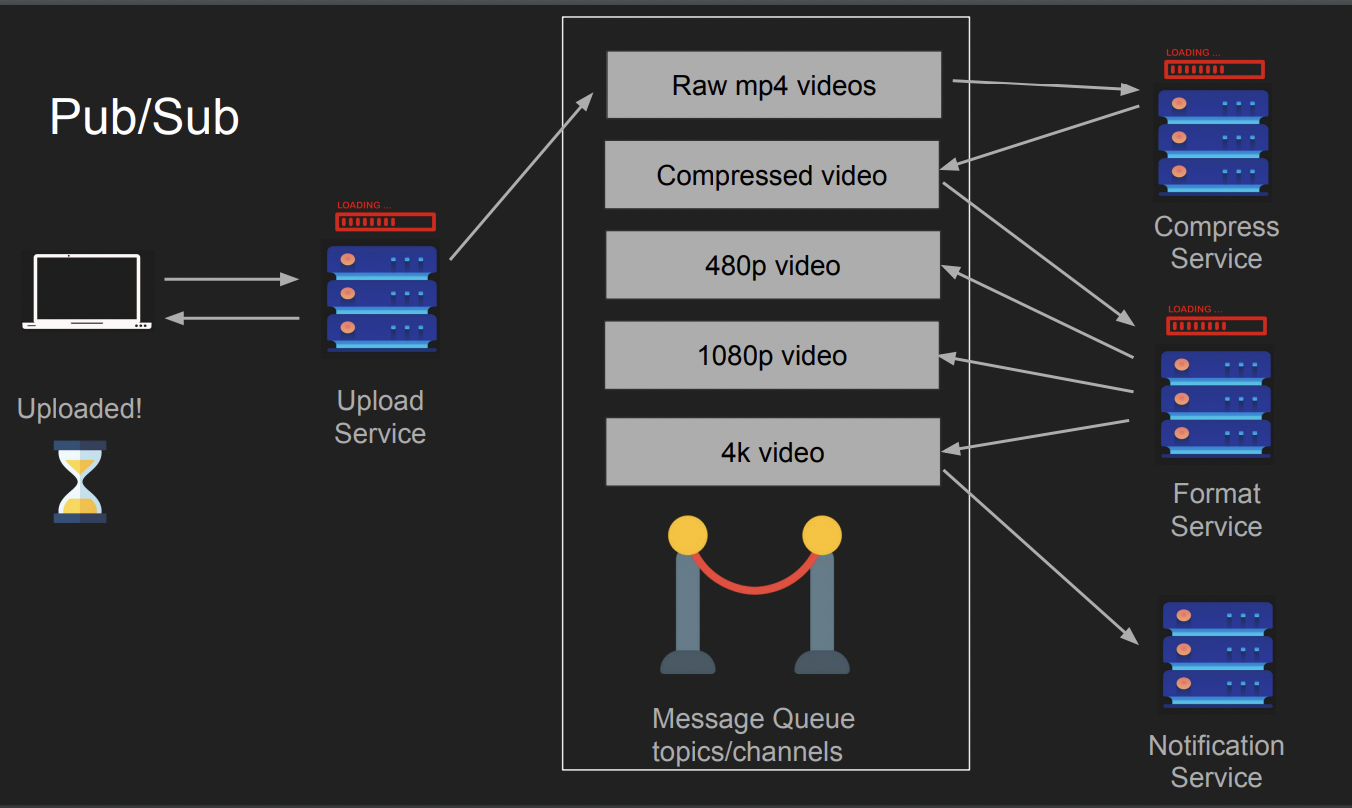 Pub/Sub
Uploaded!
LOADING ...
Upload
Service
Raw mp4 videos
Compressed video
480p video
1080p video
4k video
Message Queue
topics/channels
LOADING ...
Compress
Service
LOADING ...
Format
Service
Notification
Service